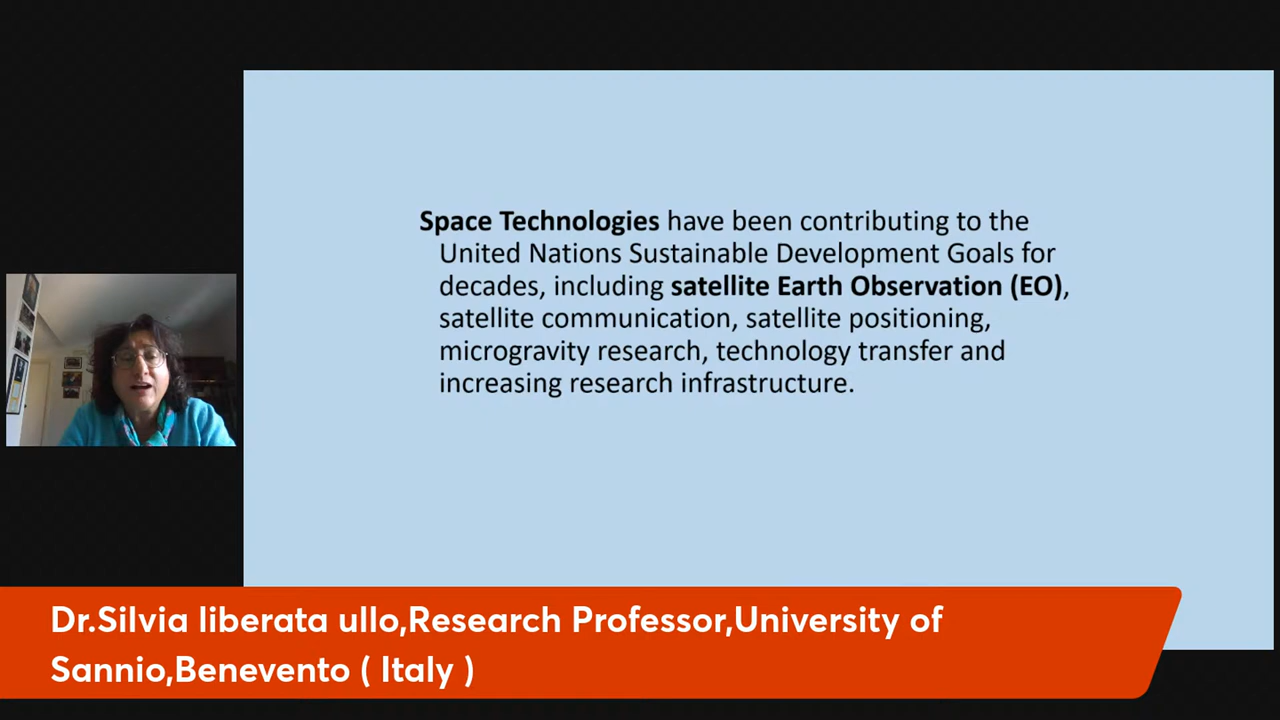 Space Technologies have been contributing to the
United Nations Sustainable Development Goals for
decades, including satellite Earth Observation (EO),
satellite communication, satellite positioning,
microgravity research, technology transfer and
increasing research infrastructure.
Dr.Silvia liberata ullo,Research Professor,University of
Sannio,Benevento ( Italy )